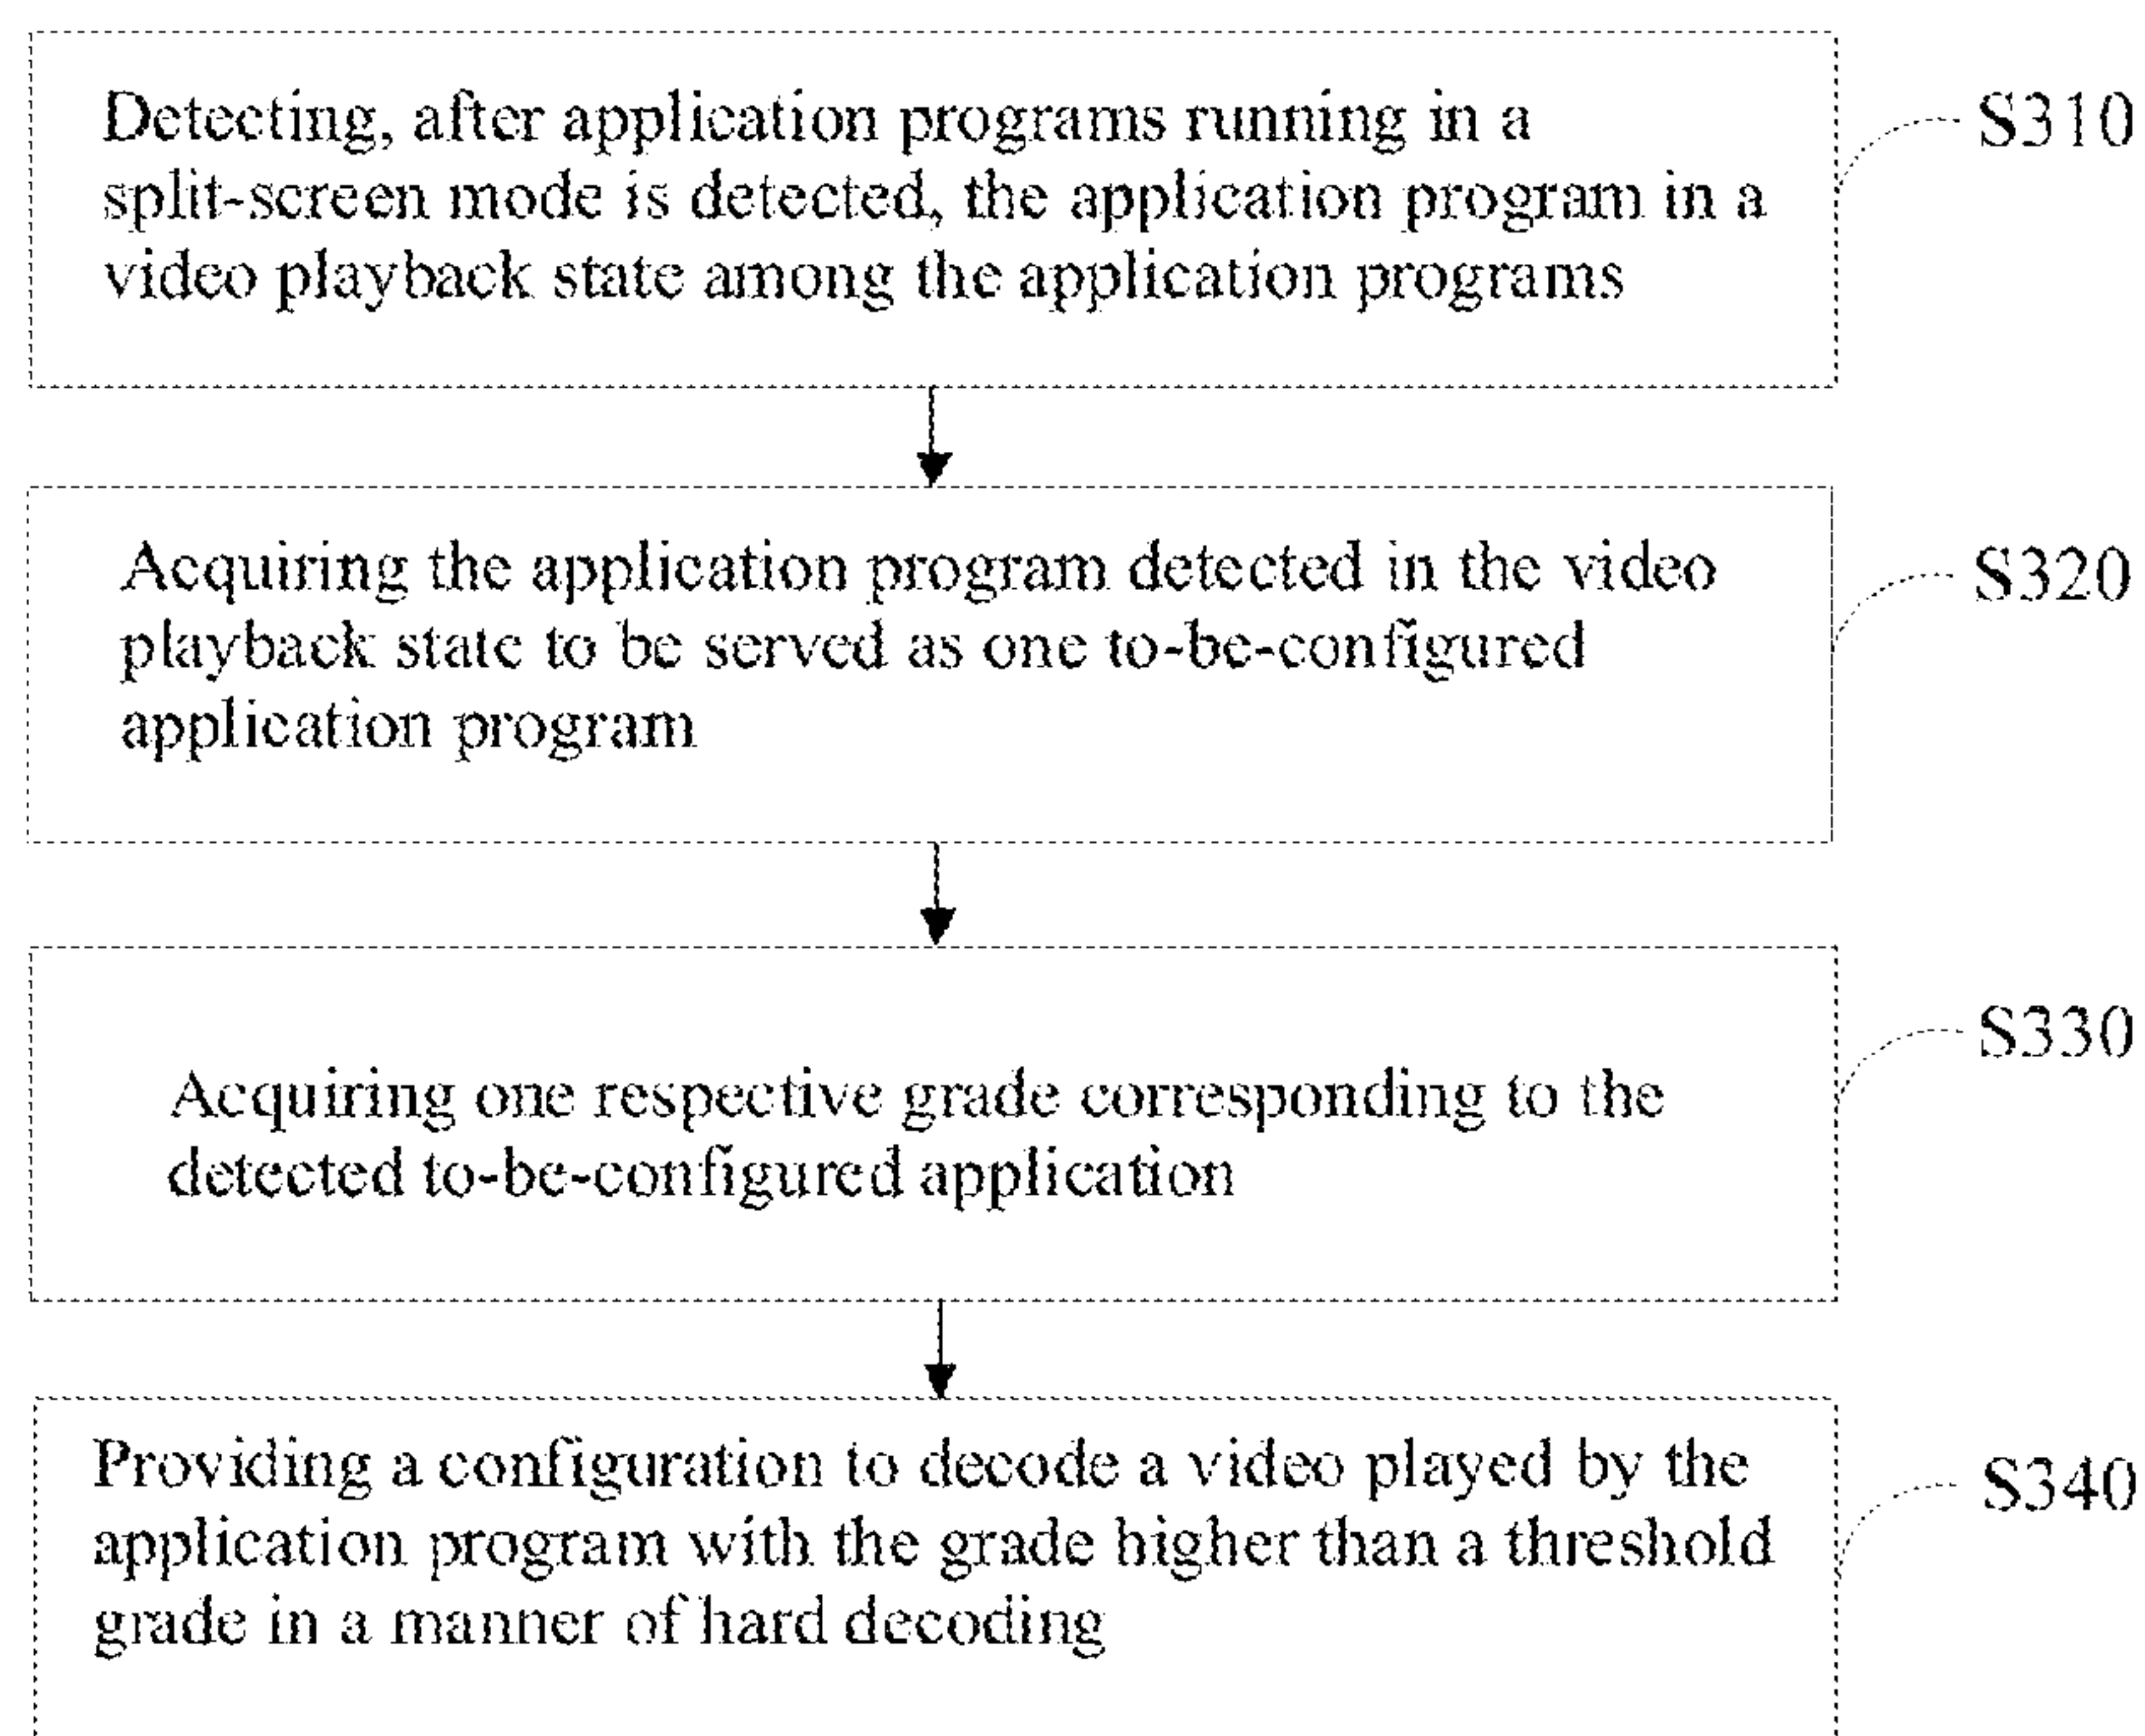 Detecting, after application programs running in a
split-screen mode is detected, the application program in a
video playback state among the application programs
S310
Acquiring the application program detected in the video
playback state to be served as one to-be-configured
application program
S320
Acquiring one respective grade corresponding to the
detected to-be-configured application
S330
Providing a configuration to decode a video played by the
application program with the grade higher than a threshold
grade in a manner of hard decoding
S340